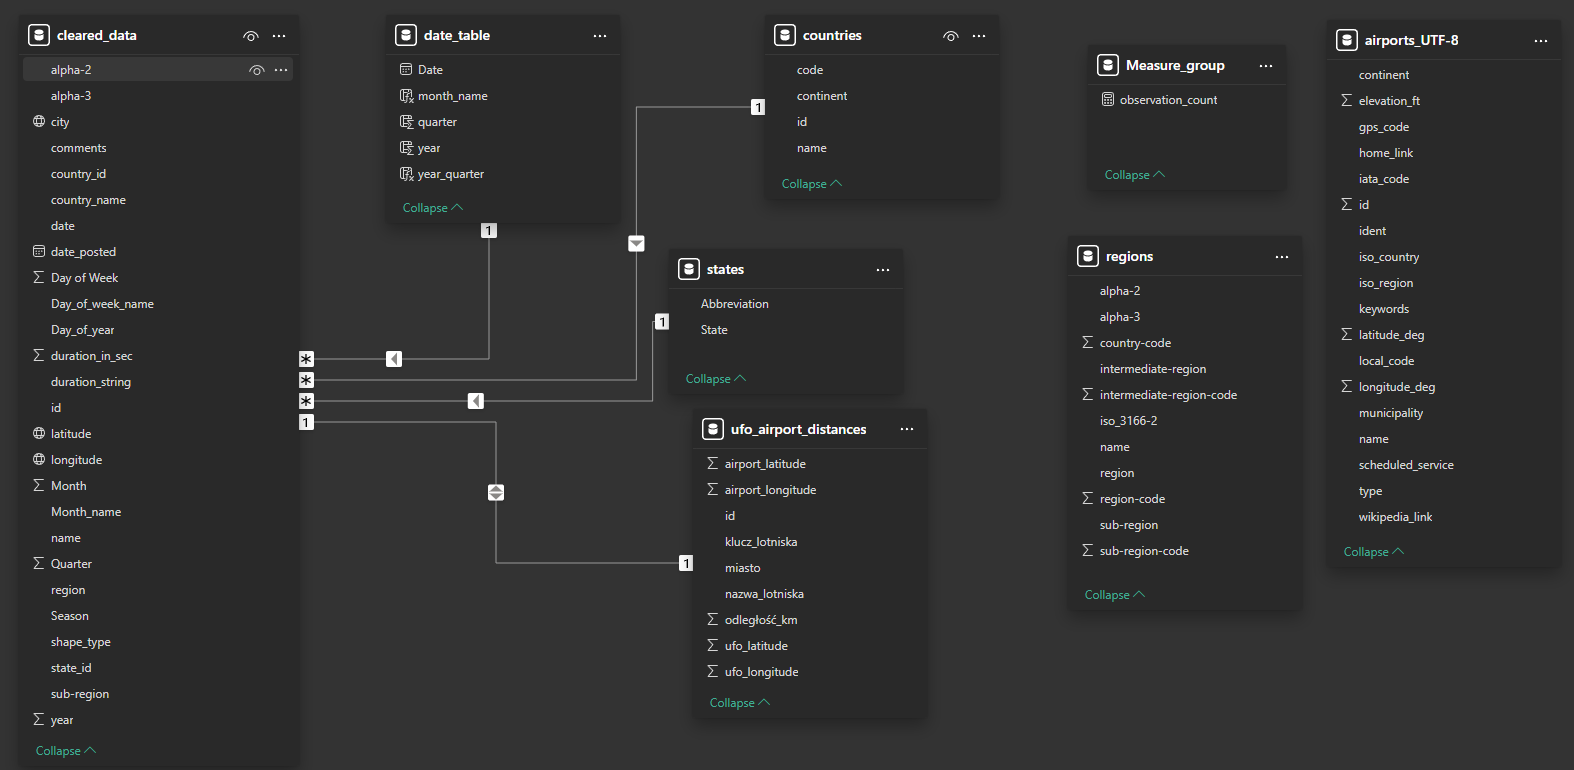 cleared_data
alpha-2
alpha-3
city
comments
country_id
country_name
date
date_posted
Day of Week
Day_of_week_name
Day_of_year
duration_in_sec
duration_string
id
latitude
longitude
Month
Month_name
name
Quarter
region
Season
shape_type
state_id
sub-region
year
Collapse
date_table
Date
month_name
quarter
year
year_quarter
Collapse
1
*
*
*
1
countries
code
continent
id
name
Collapse
1
states
Abbreviation
State
Collapse
1
ufo_airport_distances
airport_latitude
airport_longitude
id
klucz_lotniska
miasto
nazwa_lotniska
odległość_km
ufo_latitude
ufo_longitude
Collapse
1
Measure_group
observation_count
Collapse
regions
alpha-2
alpha-3
country-code
intermediate-region
intermediate-region-code
iso_3166-2
name
region
region-code
sub-region
sub-region-code
Collapse
airports_UTF-8
continent
elevation_ft
gps_code
home_link
iata_code
id
ident
iso_country
iso_region
keywords
latitude_deg
local_code
longitude_deg
municipality
name
scheduled_service
type
wikipedia_link
Collapse